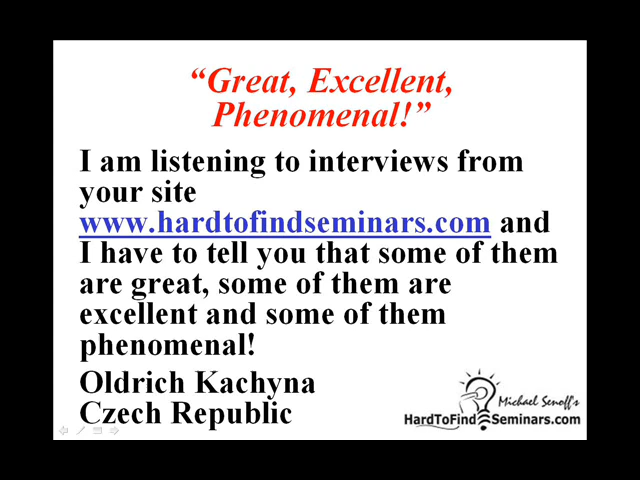 “Great, Excellent,
Phenomenal!”
I am listening to interviews from
your site
www.hardtofindseminars.com and
I have to tell you that some of them
are great, some of them are
excellent and some of them
phenomenal!
Oldrich Kachyna
Czech Republic
Michael Senoff's
HardToFindSeminars.com